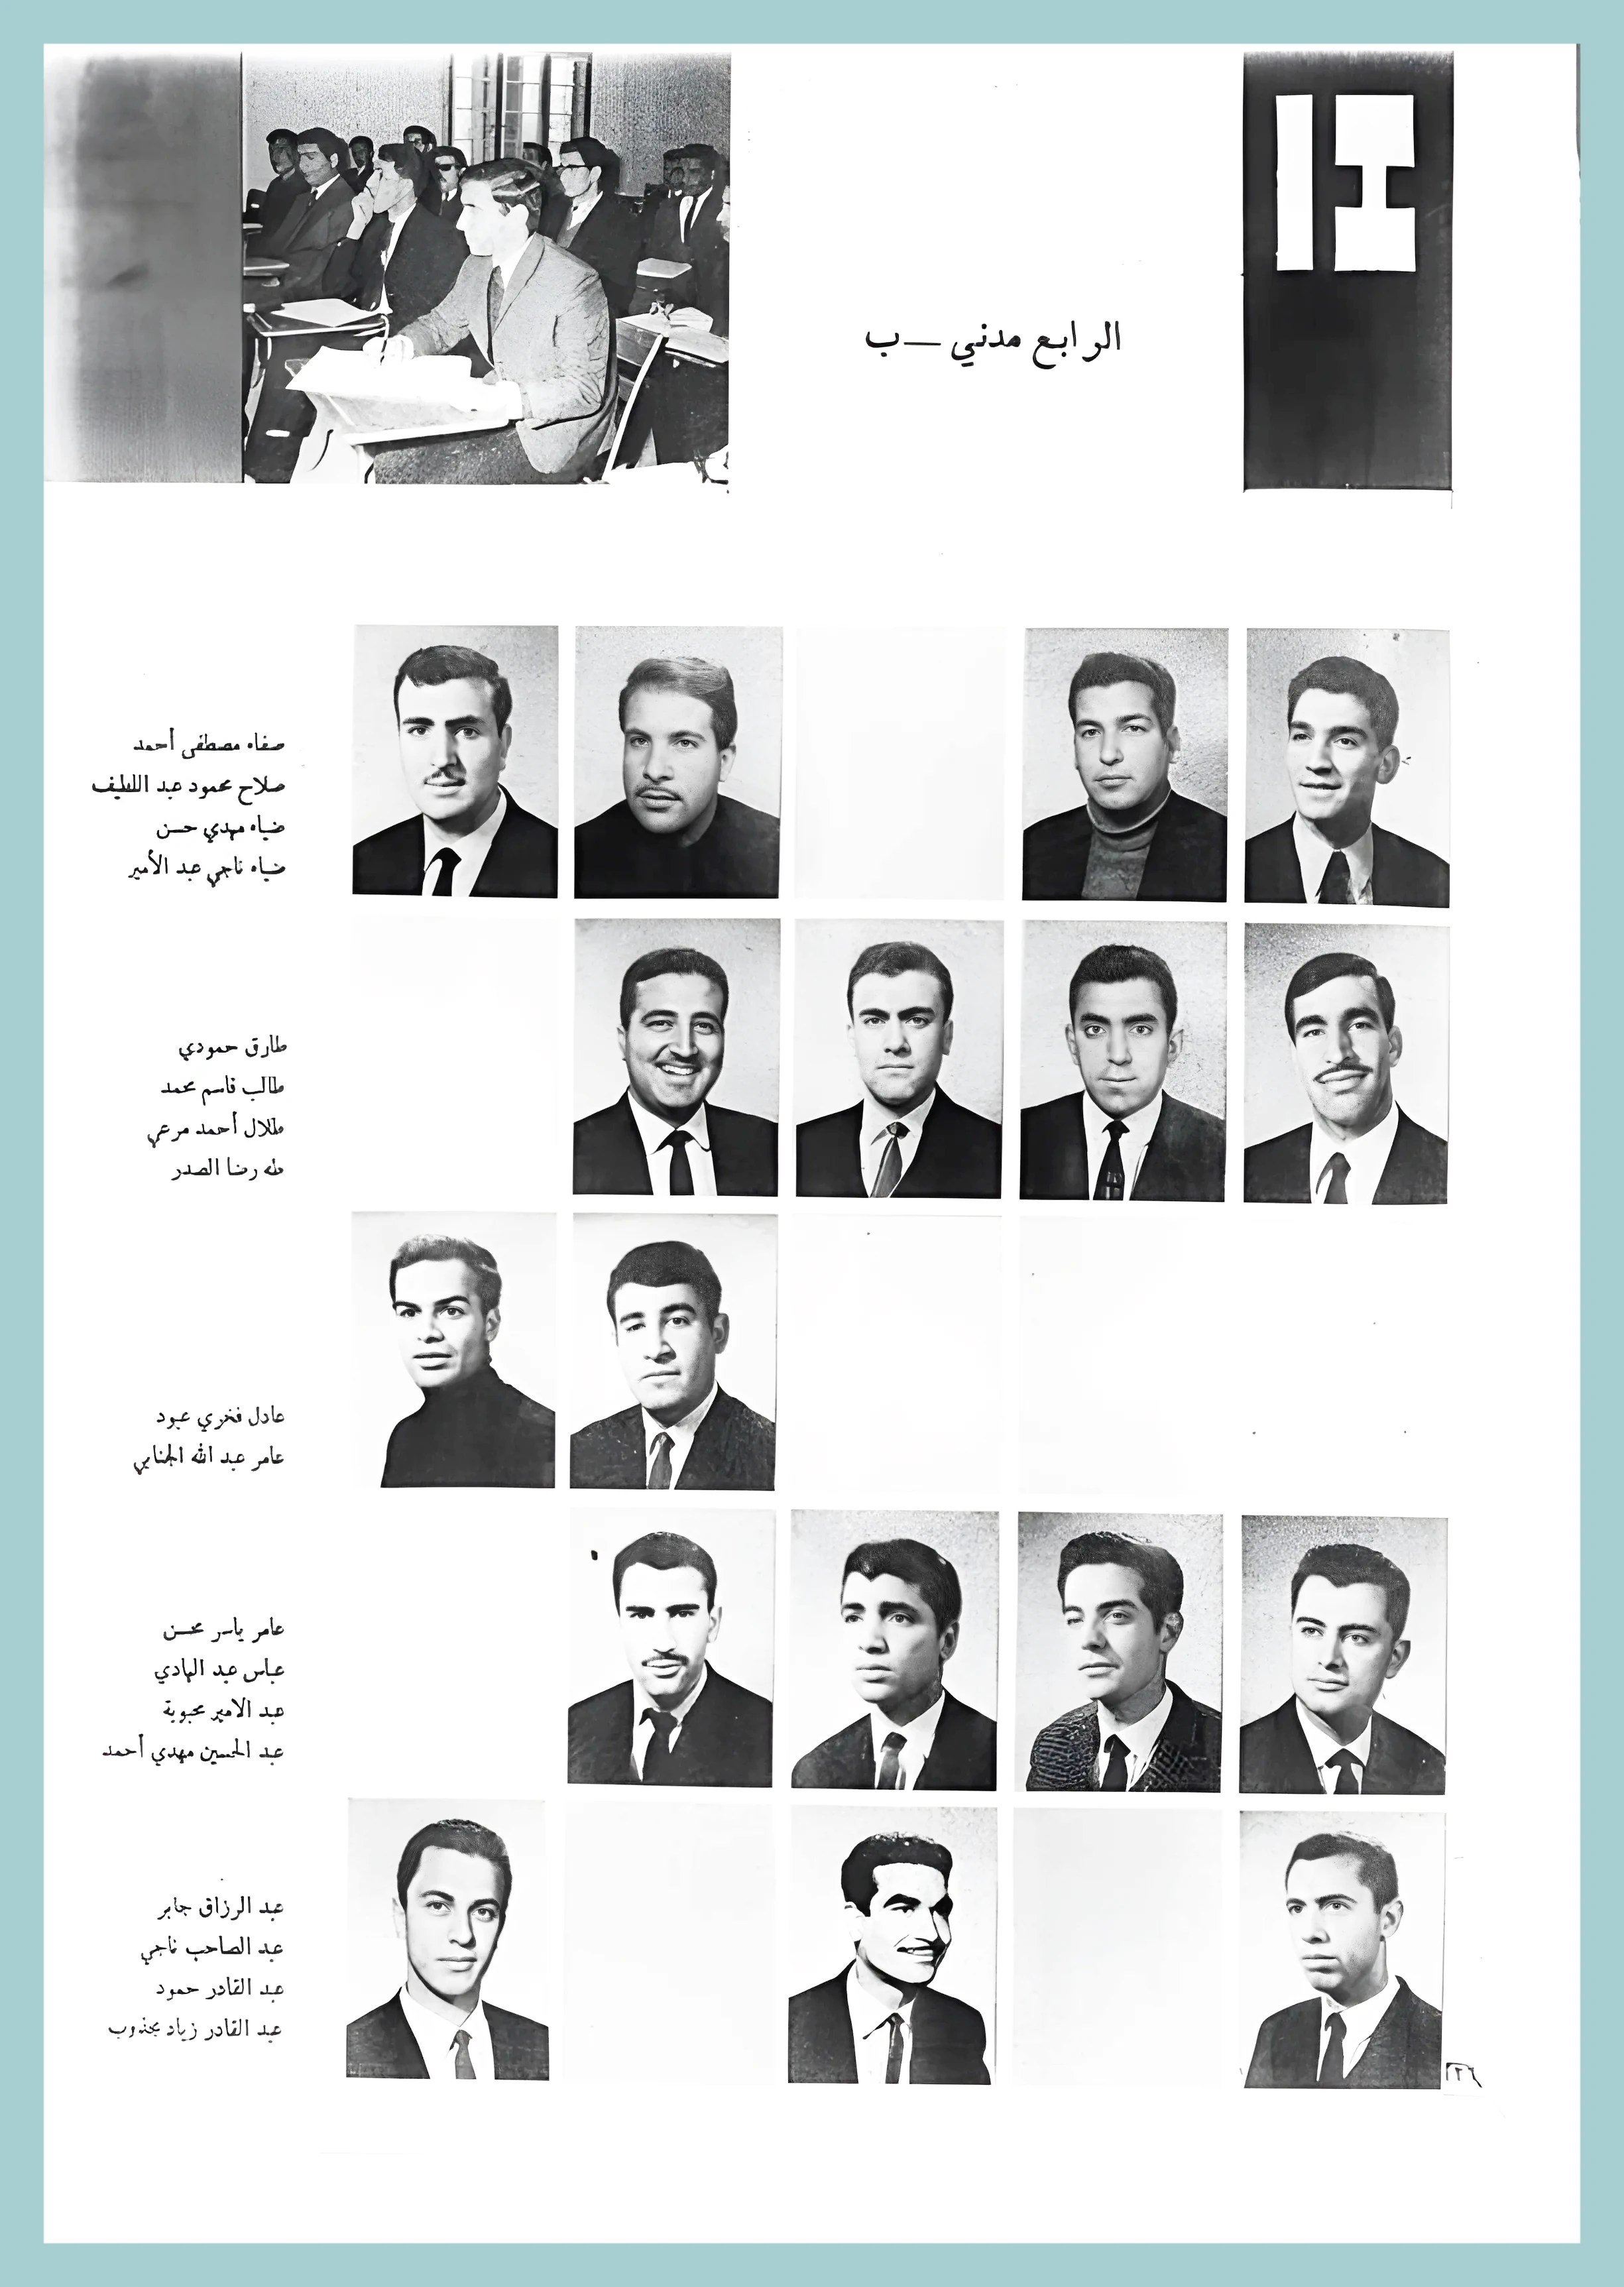 الرابع مدني — ب
صفاء مصطفى أحمد
صلاح محمود عبد اللطيف
ضياء مهدي حسن
ضياء ناجي عبد الأمير
طارق حمودي
طالب قاسم محمد
طلال أحمد مرعي
طه رضا الصدر
عادل فخري عبود
عامر عبد الله الجنابي
عامر ياسر محسن
عباس عبد الهادي
عبد الامير محبوبة
عبد الحسين مهدي أحمد
عبد الرزاق جابر
عبد الصاحب ناجي
عبد القادر حمود
عبد القادر زياد مجذوب